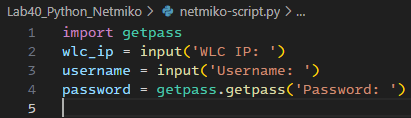 Lab40_Python_Netmiko > netmiko-script.py > ...
1 import getpass
2 wlc_ip = input('WLC IP: ')
3 username = input('Username: ')
4 password = getpass.getpass('Password: ')
5